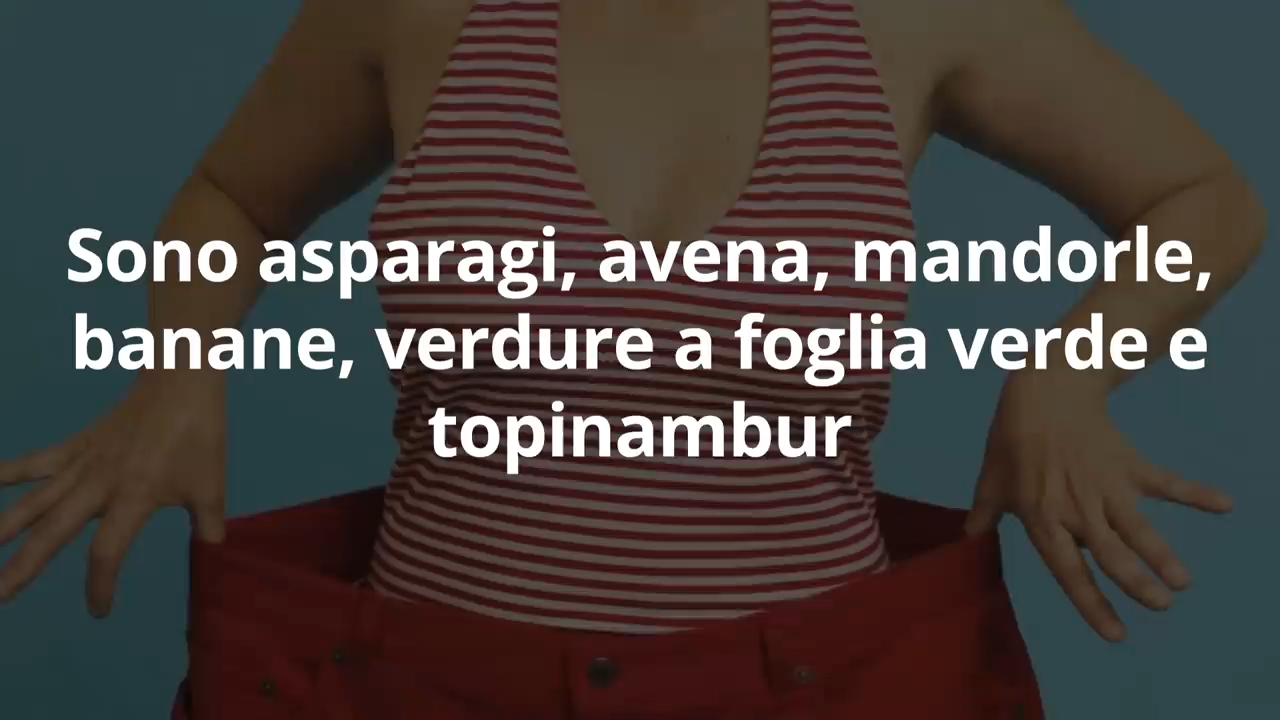 Sono asparagi, avena, mandorle,
banane, verdure a foglia verde e
topinambur